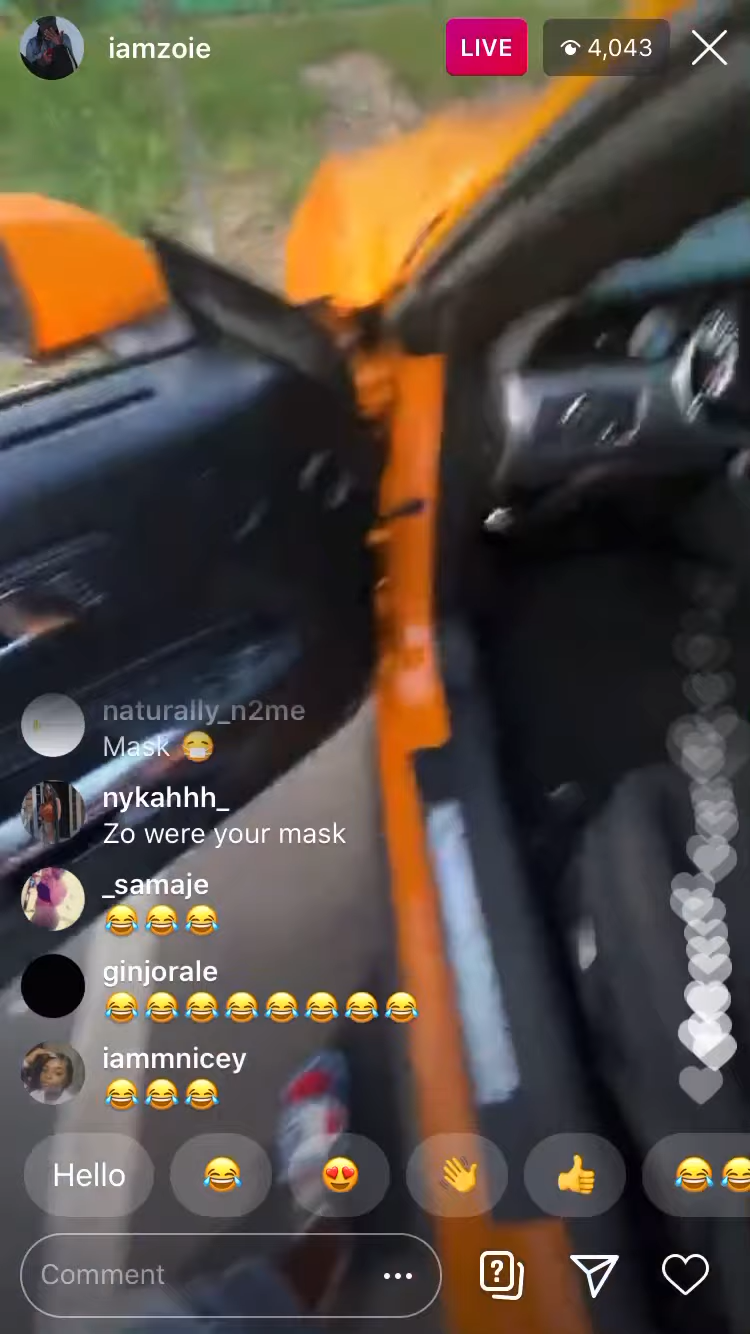 iamzoie
LIVE
4,043
naturally_n2me
Mask 😷
nykahhh_
Zo were your mask
_samaje
😂😂😂
ginjorale
😂😂😂😂😂😂😂😂
iammnicey
😂😂😂
Hello 😂 😍 👋 👍 😂😂
Comment